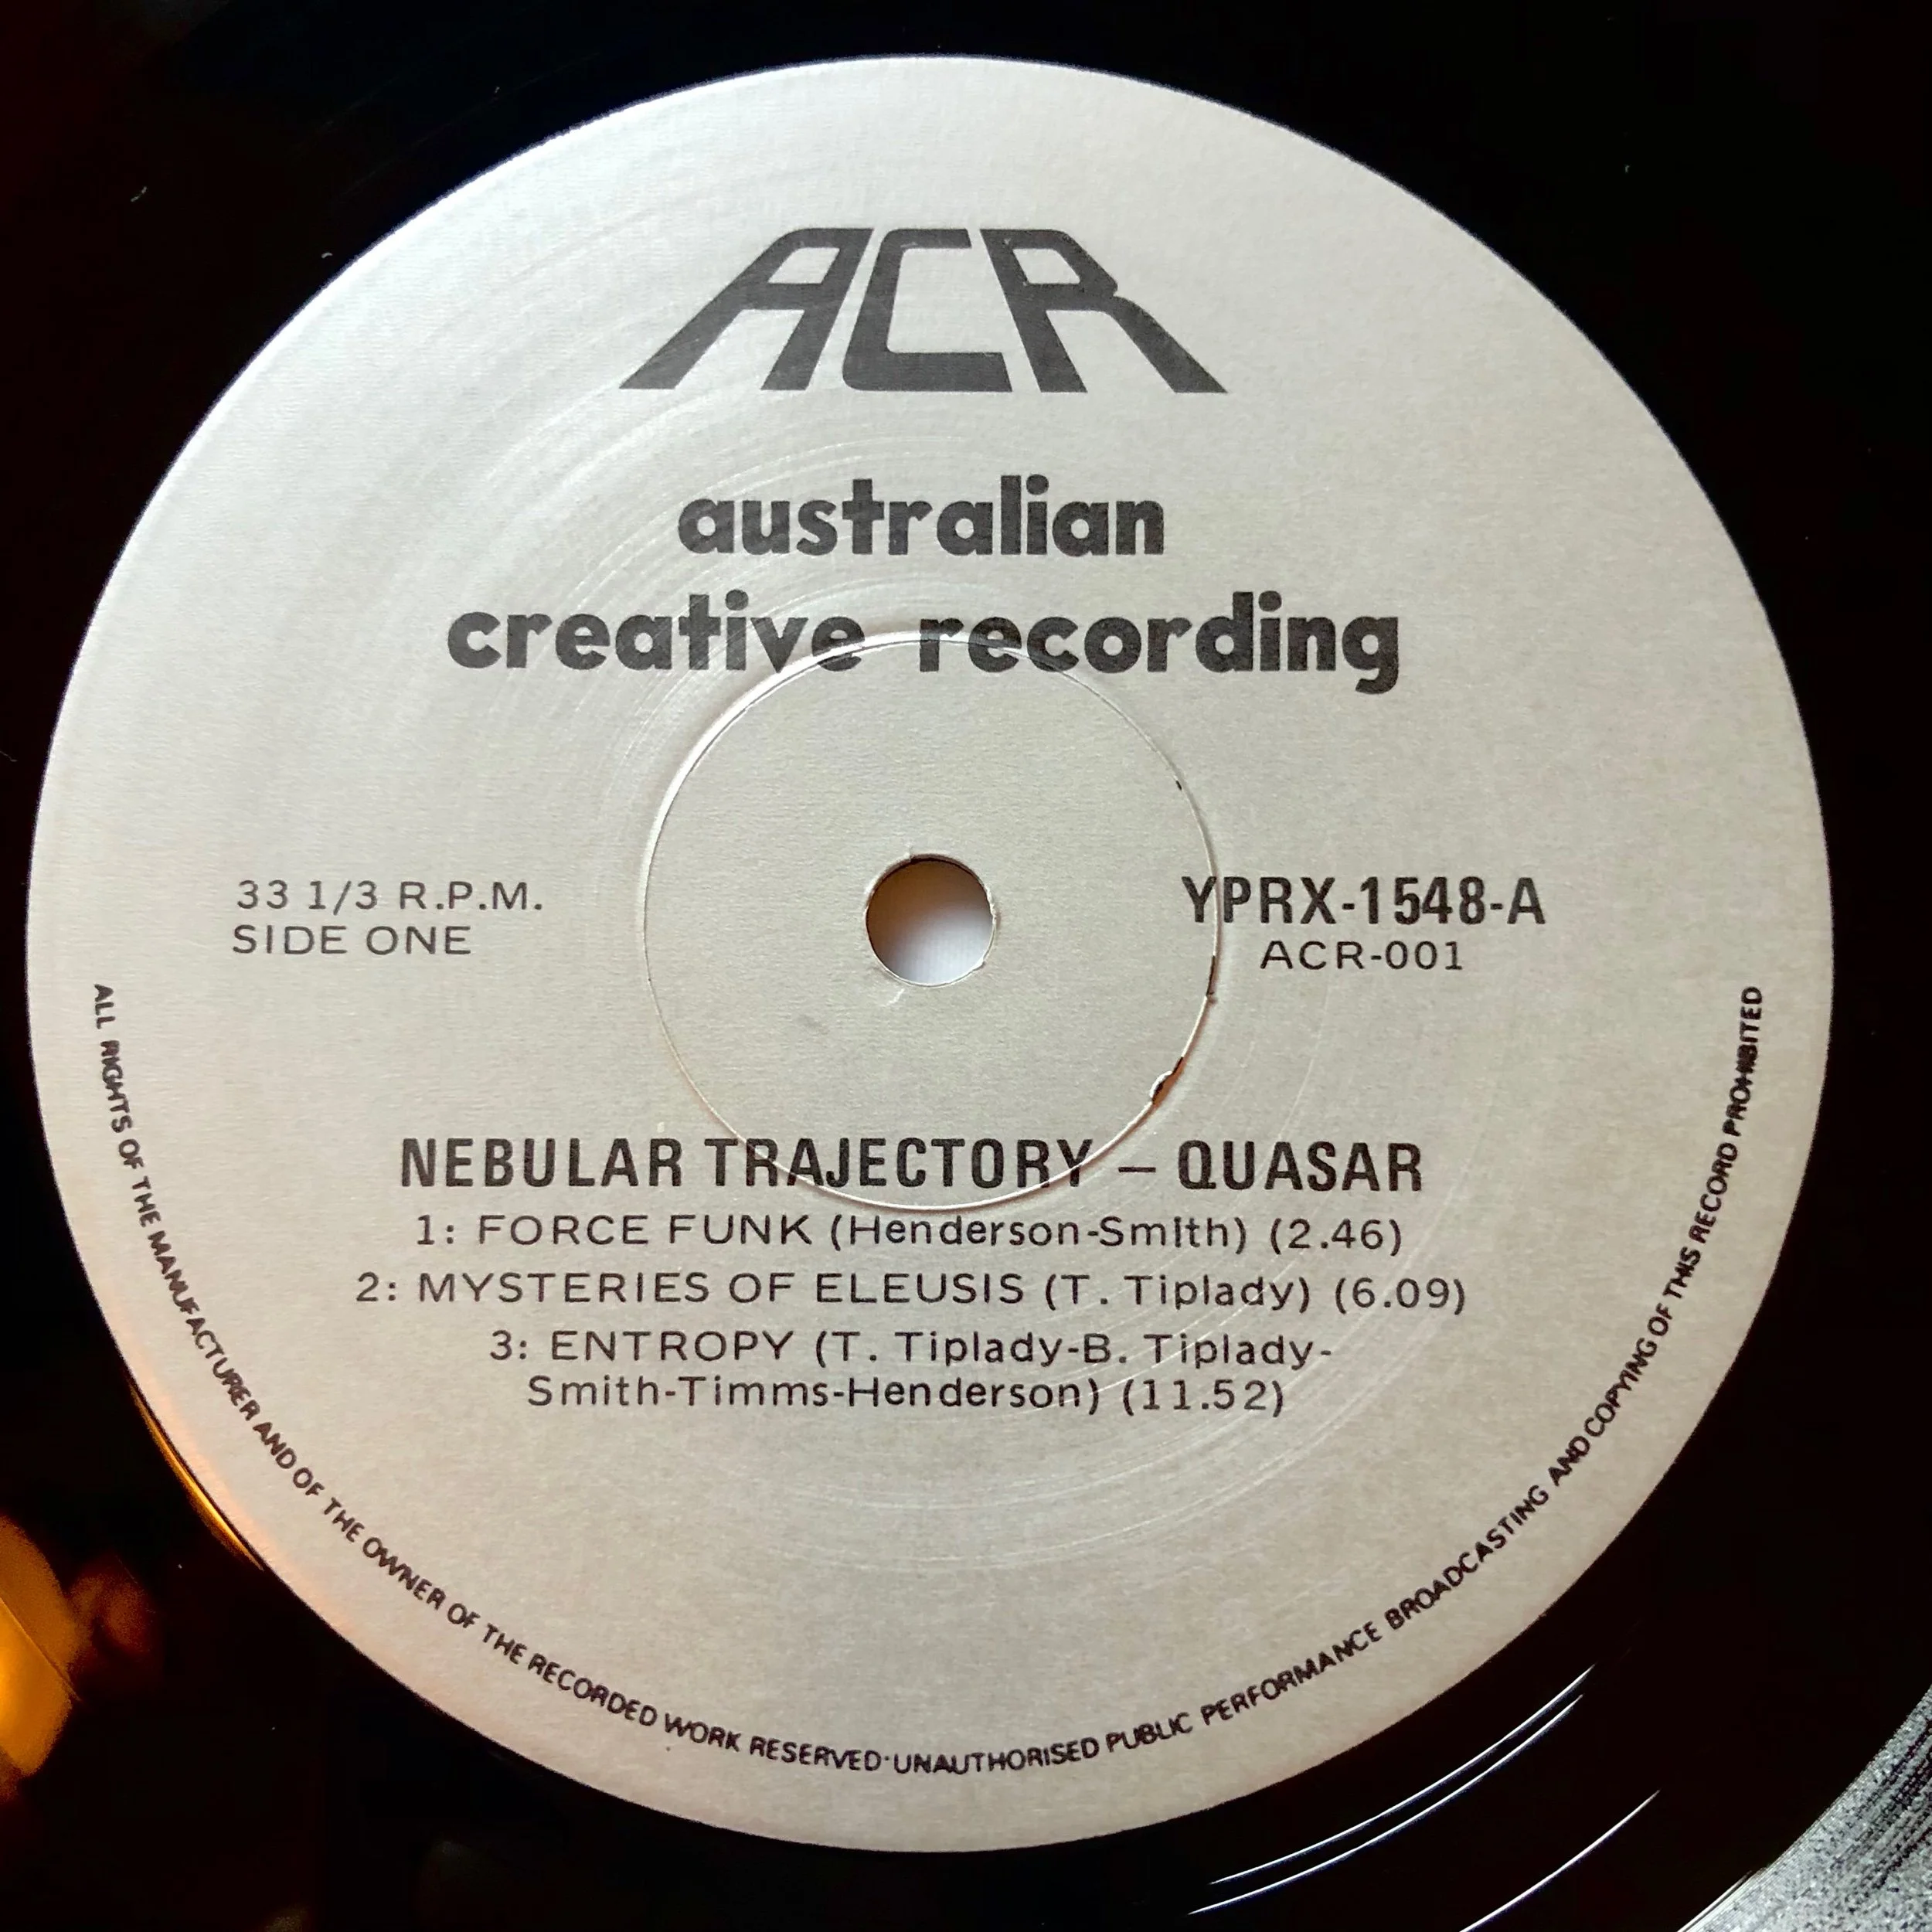 ACR
australian
creative recording
33 1/3 R.P.M.
SIDE ONE
YPRX-1548-A
ACR-001
NEBULAR TRAJECTORY – QUASAR
1: FORCE FUNK (Henderson-Smith) (2.46)
2: MYSTERIES OF ELEUSIS (T. Tiplady) (6.09)
3: ENTROPY (T. Tiplady-B. Tiplady-
Smith-Timms-Henderson) (11.52)
ALL RIGHTS OF THE MANUFACTURER AND OF THE OWNER OF THE RECORDED WORK RESERVED·UNAUTHORISED PUBLIC PERFORMANCE BROADCASTING AND COPYING OF THIS RECORD PROHIBITED